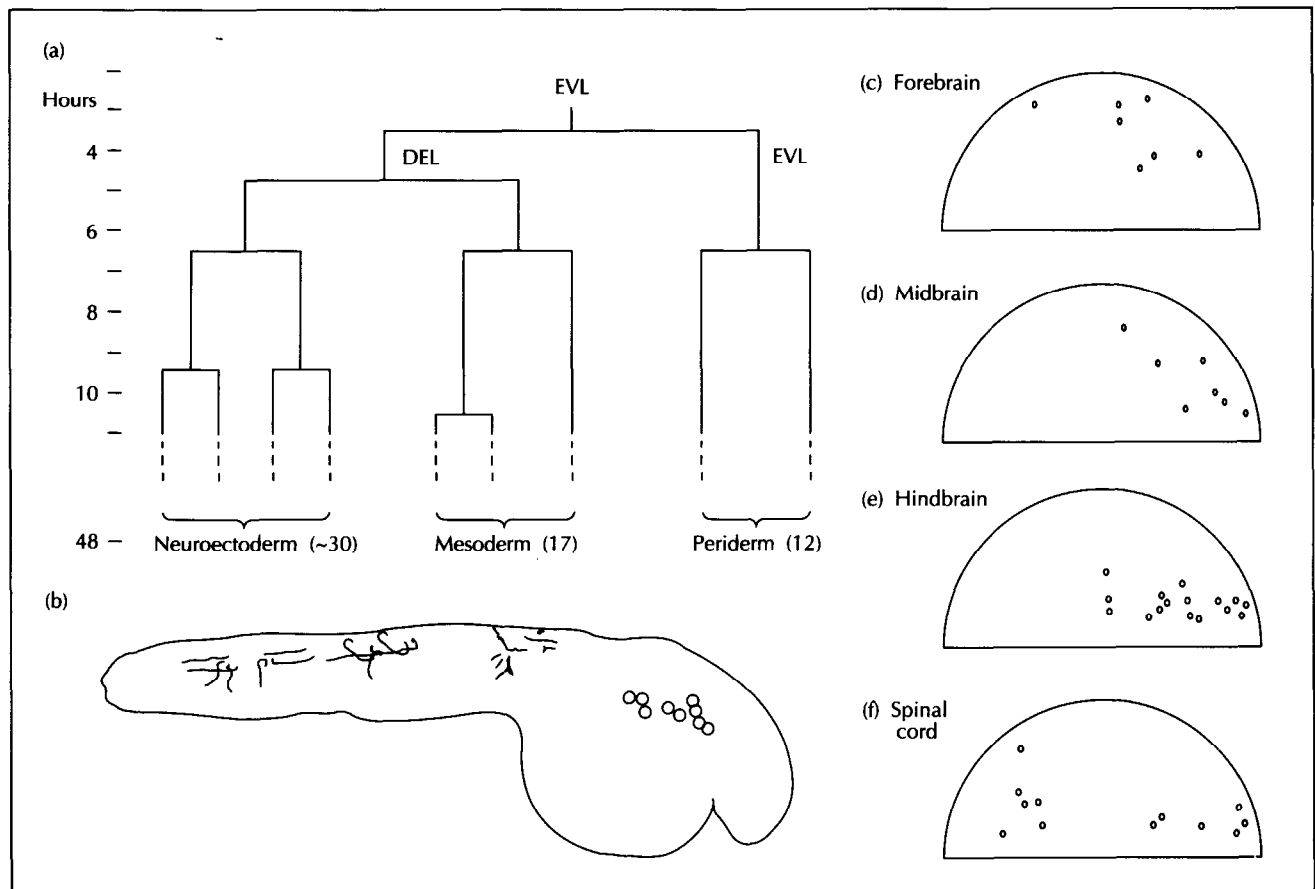 (a)
Hours
EVL
DEL
EVL
4
6
8
10
48
Neuroectoderm (~30)
Mesoderm (17)
Periderm (12)
(b)
(c) Forebrain
(d) Midbrain
(e) Hindbrain
(f) Spinal
cord